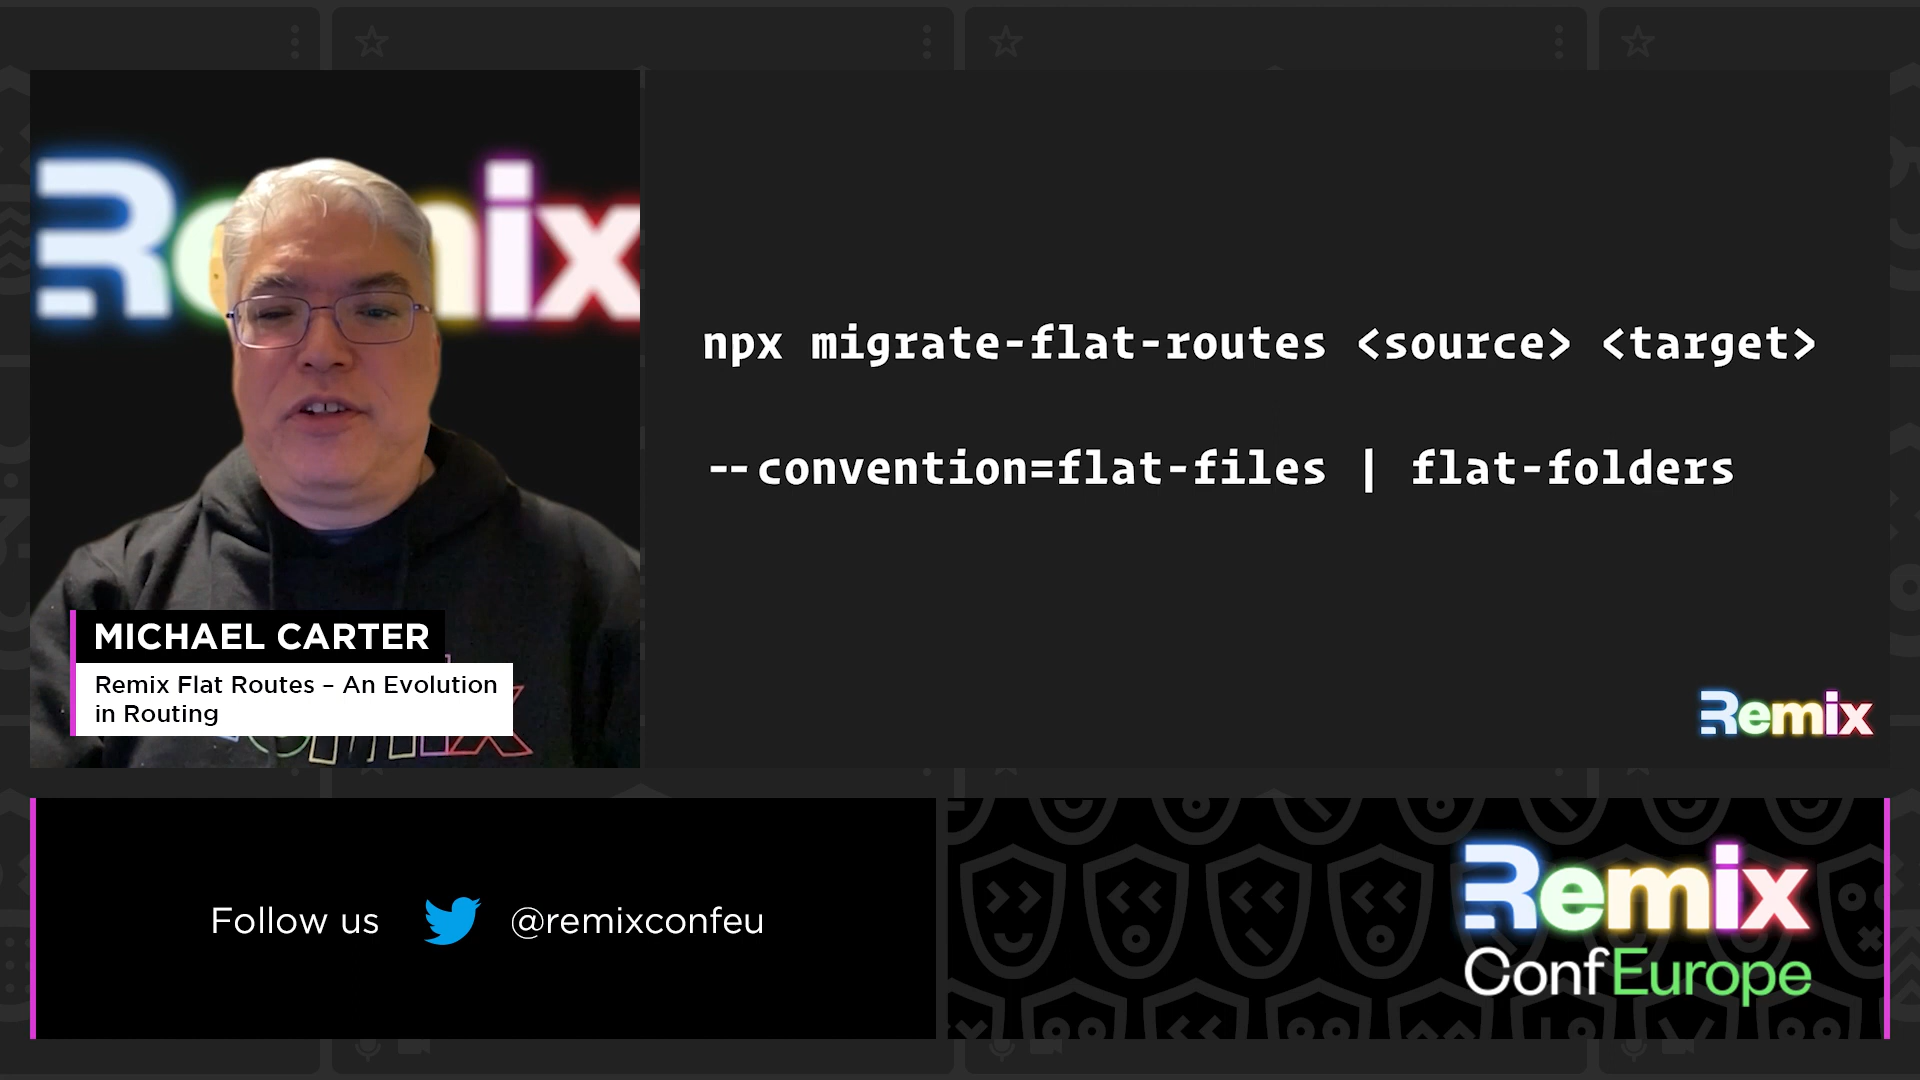 Remix
npx migrate-flat-routes <source> <target>
--convention=flat-files | flat-folders
MICHAEL CARTER
Remix Flat Routes – An Evolution
in Routing
Remix
Follow us
@remixconfeu
Remix
Conf Europe